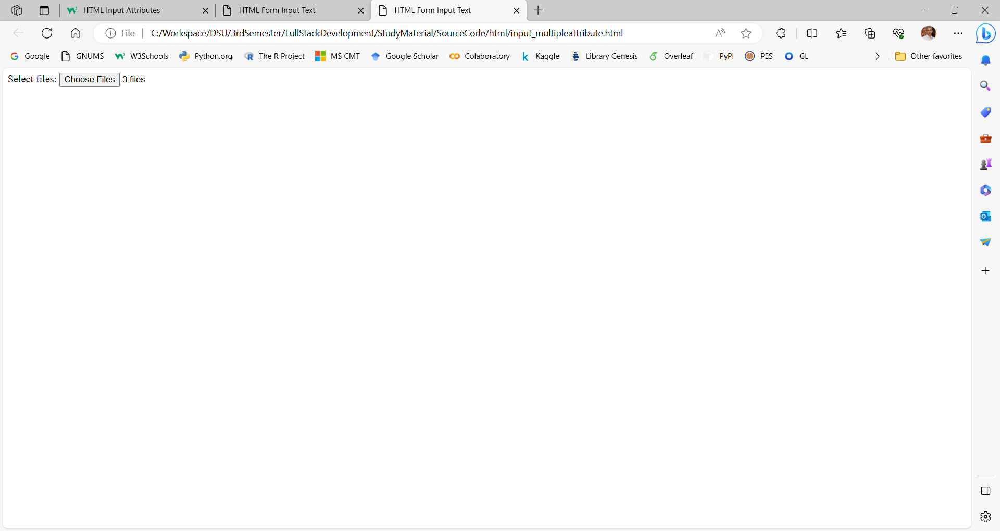 HTML Input Attributes HTML Form Input Text HTML Form Input Text
File C:/Workspace/DSU/3rdSemester/FullStackDevelopment/StudyMaterial/SourceCode/html/input_multipleattribute.html
Google GNUMS W3Schools Python.org The R Project MS CMT Google Scholar Colaboratory Kaggle Library Genesis Overleaf PyPI PES GL Other favorites
Select files: Choose Files 3 files